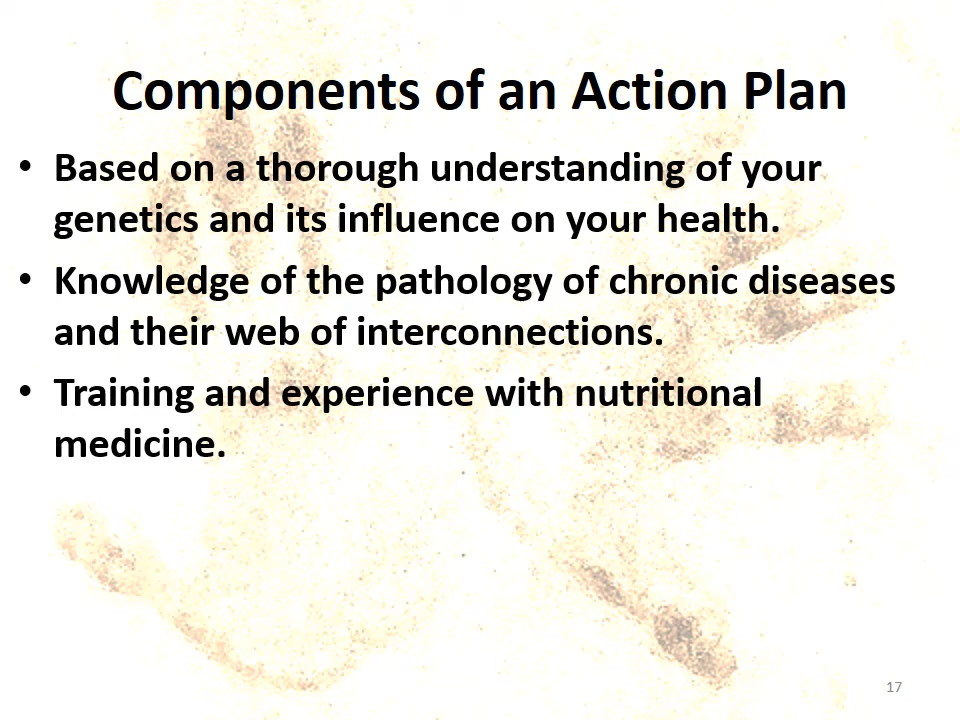 Components of an Action Plan
• Based on a thorough understanding of your
genetics and its influence on your health.
• Knowledge of the pathology of chronic diseases
and their web of interconnections.
• Training and experience with nutritional
medicine.
17